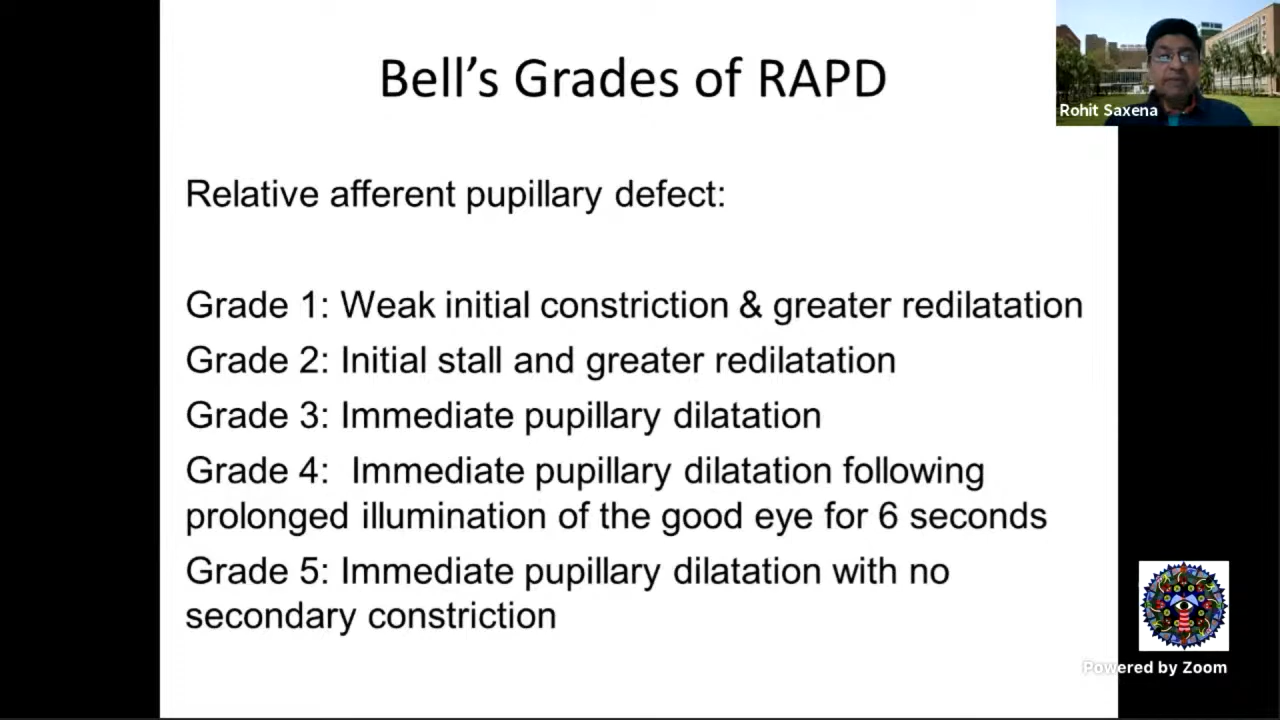 Bell’s Grades of RAPD
Rohit Saxena
Relative afferent pupillary defect:
Grade 1: Weak initial constriction & greater redilatation
Grade 2: Initial stall and greater redilatation
Grade 3: Immediate pupillary dilatation
Grade 4:  Immediate pupillary dilatation following
prolonged illumination of the good eye for 6 seconds
Grade 5: Immediate pupillary dilatation with no
secondary constriction
Powered by Zoom